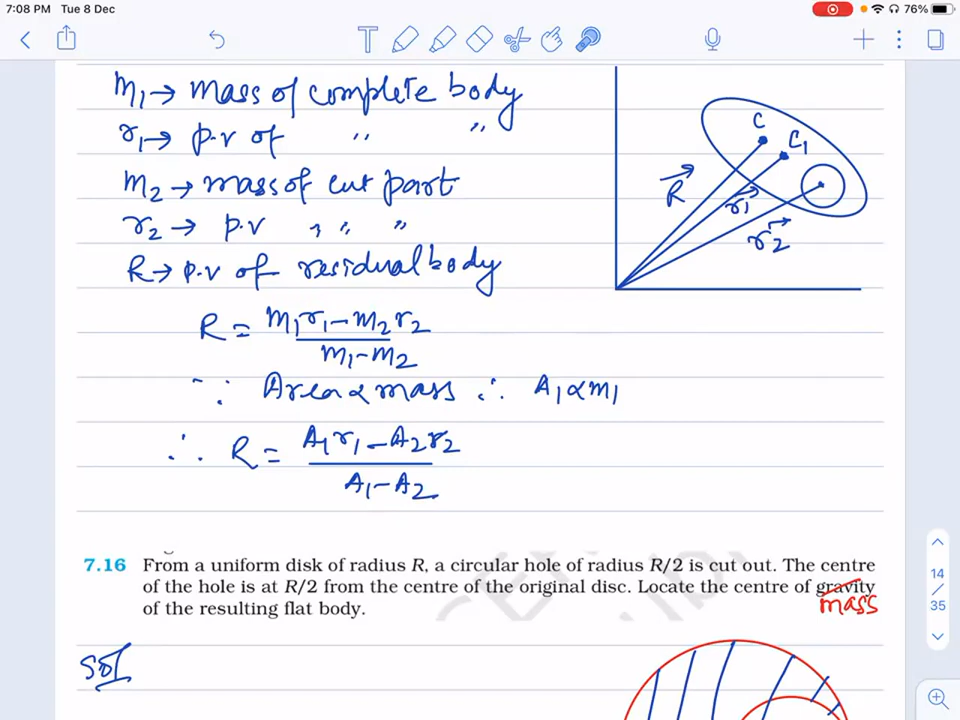 7:08 PM Tue 8 Dec
76%
M1→ mass of complete body
r1→ p.v of " "
M2→ mass of cut part
r2→ p.v " " "
R→ p.v of residual body
R = M1r1-M2r2
M1-M2
∵ Area∝mass ∴ A1∝m1
∴ R = A1r1-A2r2
A1-A2
C
C1
R
r1
r2
7.16 From a uniform disk of radius R, a circular hole of radius R/2 is cut out. The centre
of the hole is at R/2 from the centre of the original disc. Locate the centre of gravity
mass
of the resulting flat body.
Sol
14
35